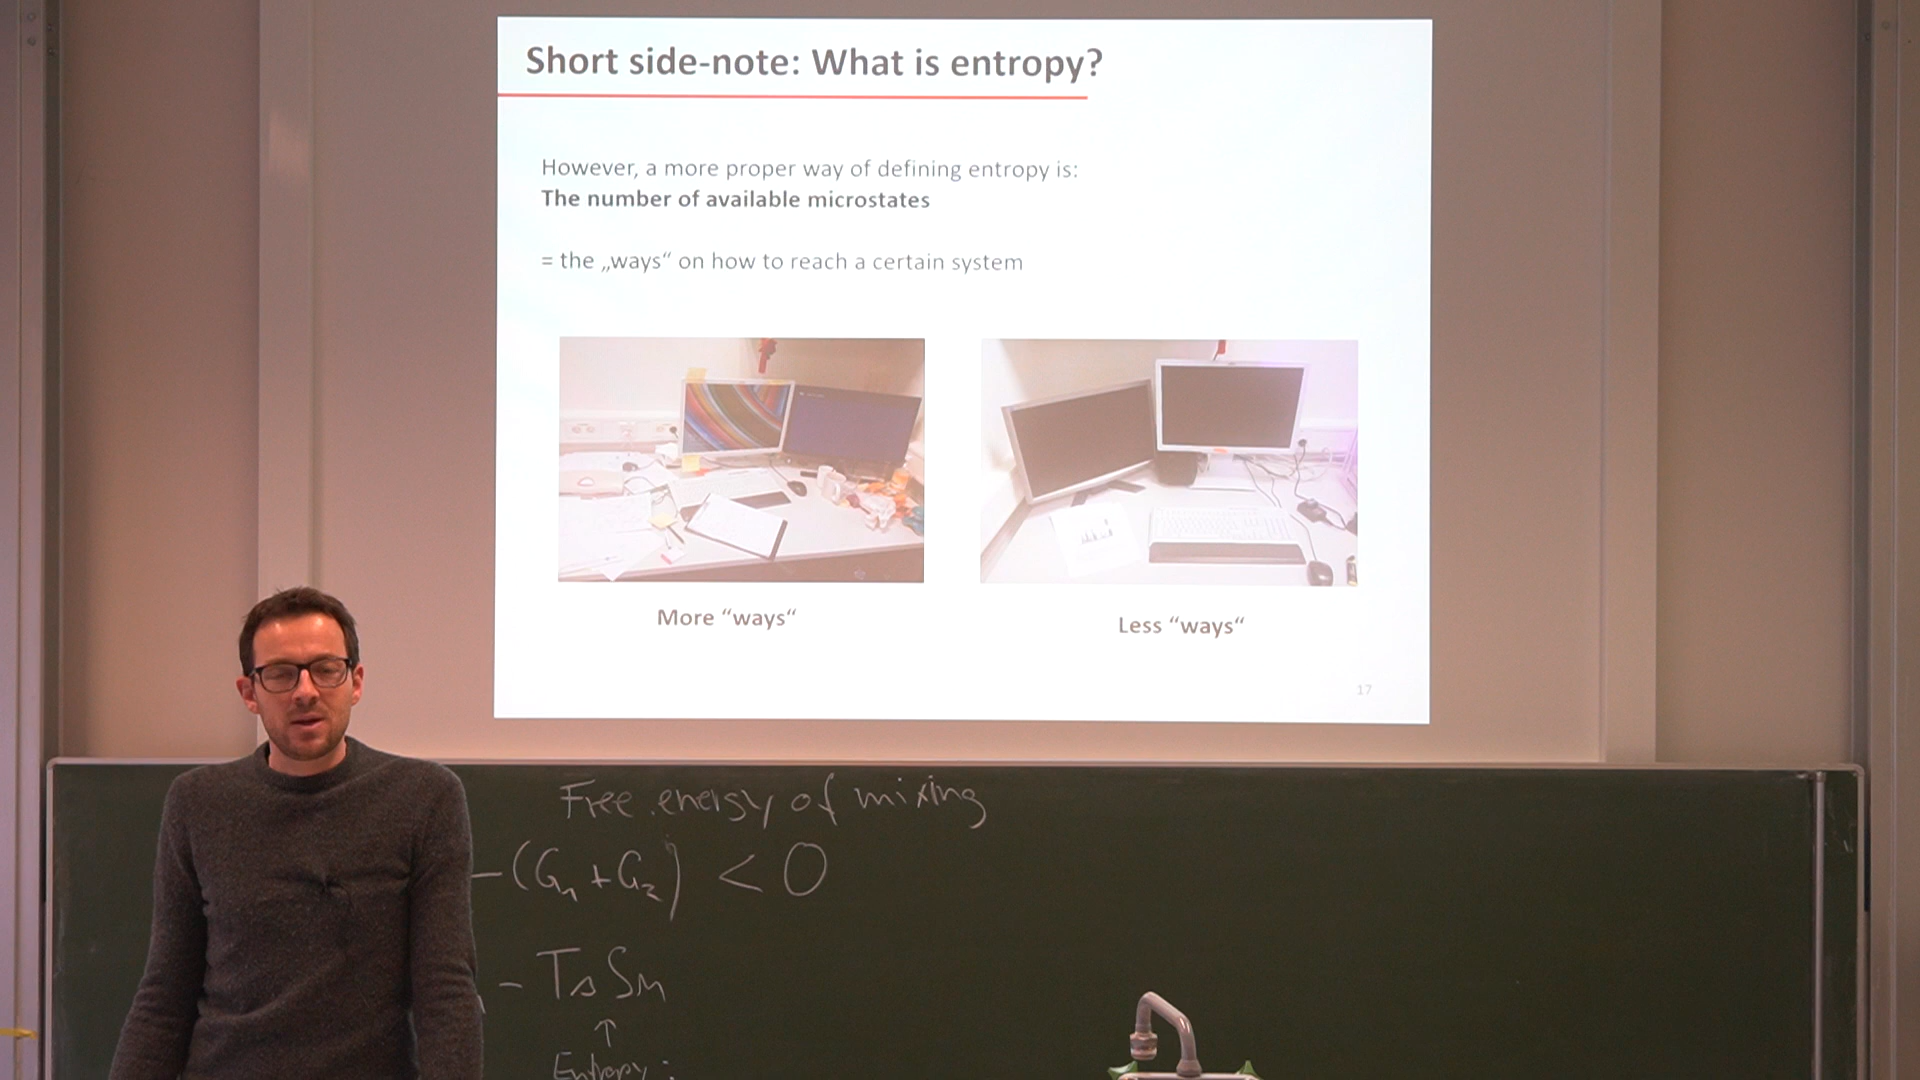 Short side-note: What is entropy?
However, a more proper way of defining entropy is:
The number of available microstates
= the „ways“ on how to reach a certain system
More “ways“
Less “ways“
17
Free energy of mixing
-(G₁+G₂) < 0
- TΔSm
↑
Entropy: